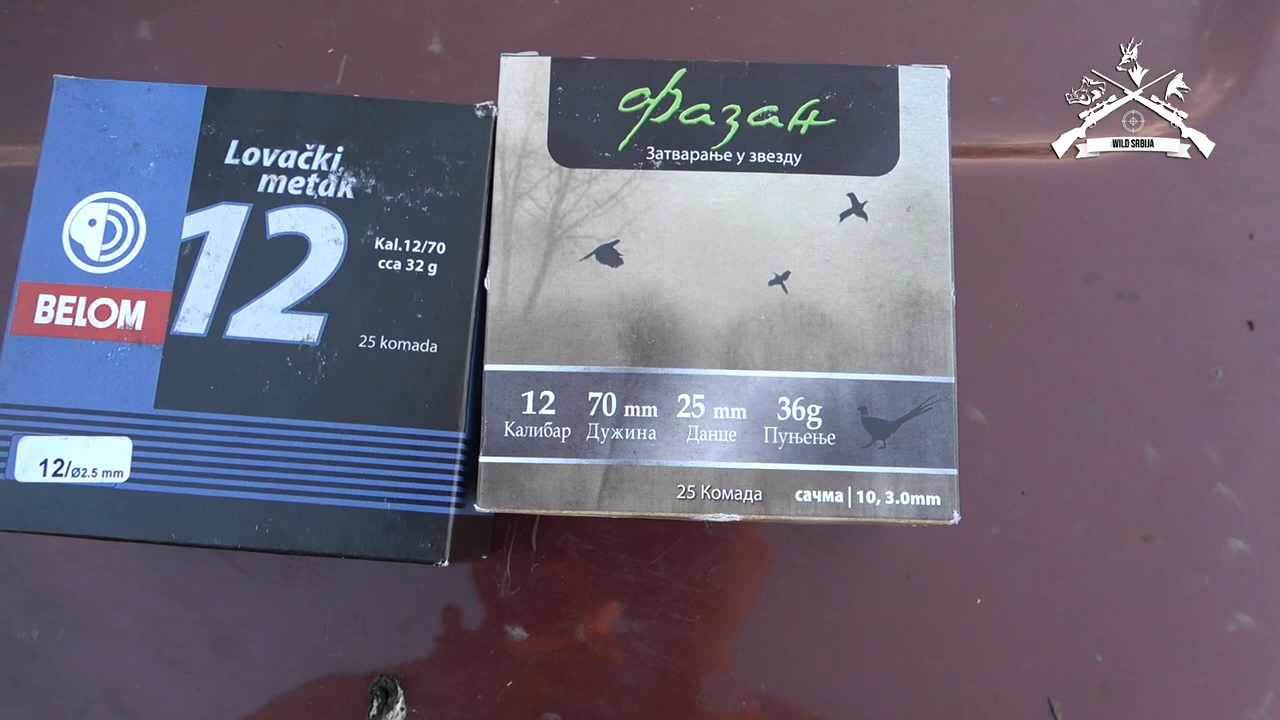 Lovački
metak
12
Kal.12/70
cca 32 g
BELOM
25 komada
12/Ø2.5 mm
фазан
Затварање у звезду
12 70 mm 25 mm 36g
Калибар Дужина Данце Пуњење
25 Комада сачма | 10, 3.0mm
WILD SRBIJA